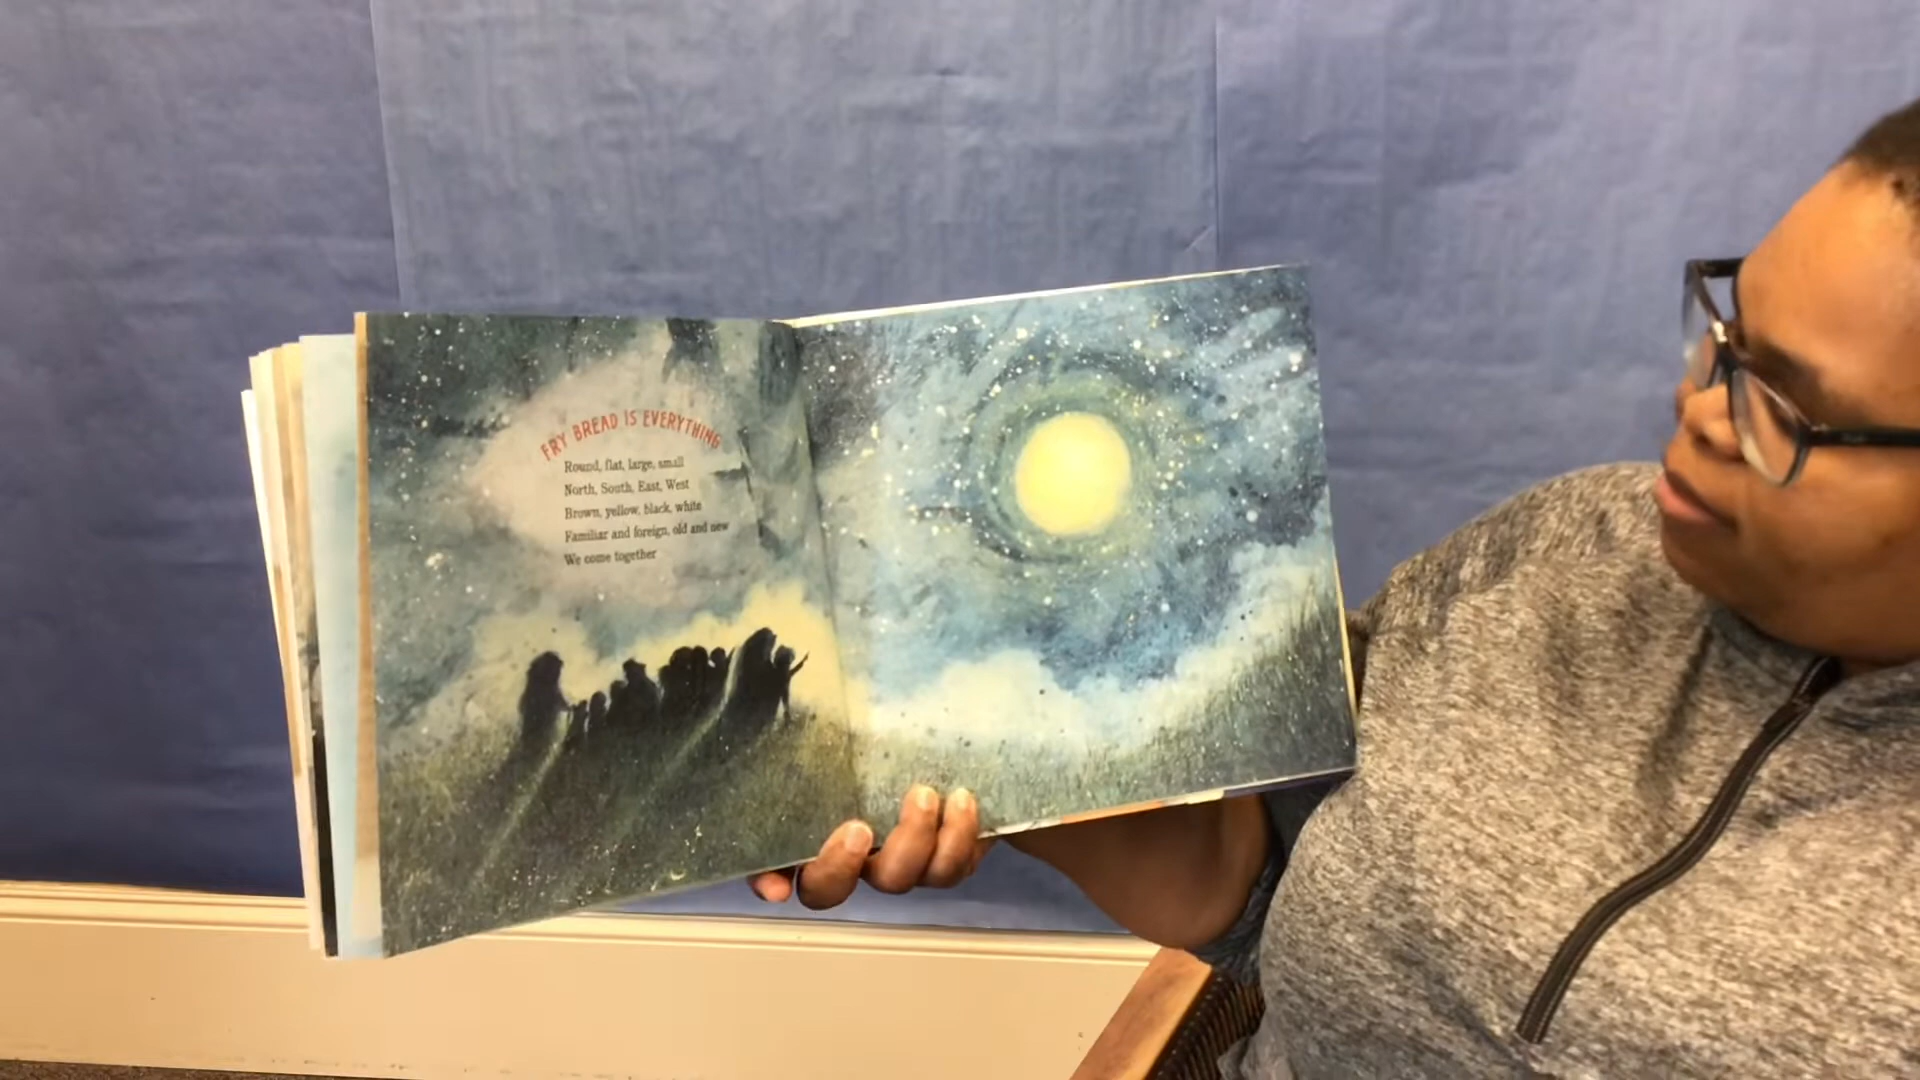 FRY BREAD IS EVERYTHING
Round, flat, large, small
North, South, East, West
Brown, yellow, black, white
Familiar and foreign, old and new
We come together